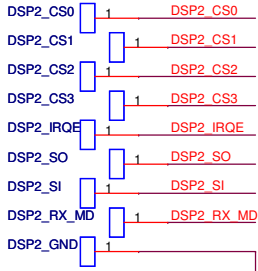 DSP2_CS0 1 DSP2_CS0
DSP2_CS1 1 DSP2_CS1
DSP2_CS2 1 DSP2_CS2
DSP2_CS3 1 DSP2_CS3
DSP2_IRQE 1 DSP2_IRQE
DSP2_SO 1 DSP2_SO
DSP2_SI 1 DSP2_SI
DSP2_RX_MD 1 DSP2_RX_MD
DSP2_GND 1